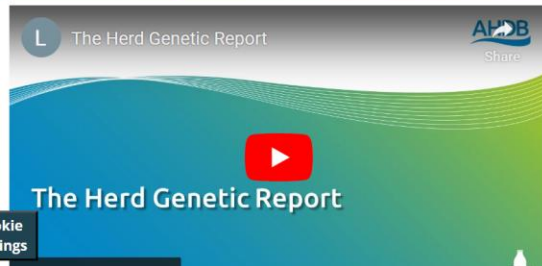 L The Herd Genetic Report
AHDB
Share
The Herd Genetic Report
okie
ings